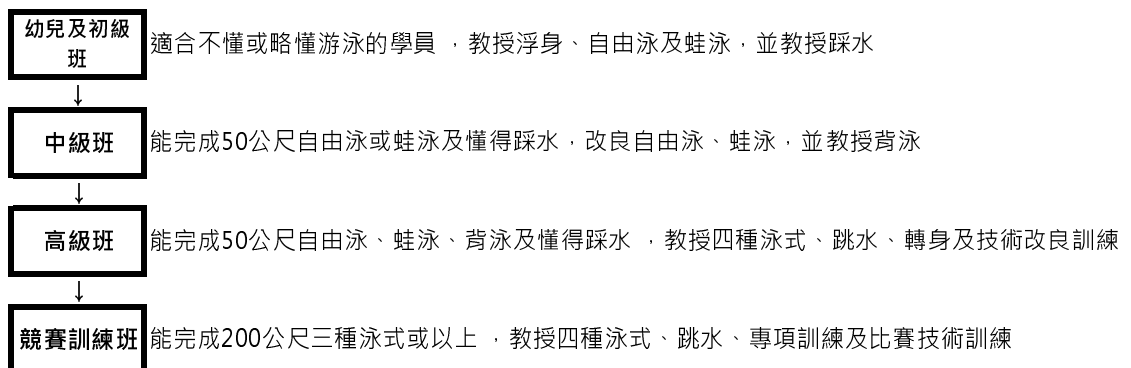 幼兒及初級
班
適合不懂或略懂游泳的學員 ，教授浮身、自由泳及蛙泳，並教授踩水
↓
中級班
能完成50公尺自由泳或蛙泳及懂得踩水，改良自由泳、蛙泳，並教授背泳
↓
高級班
能完成50公尺自由泳、蛙泳、背泳及懂得踩水 ，教授四種泳式、跳水、轉身及技術改良訓練
↓
競賽訓練班
能完成200公尺三種泳式或以上 ，教授四種泳式、跳水、專項訓練及比賽技術訓練